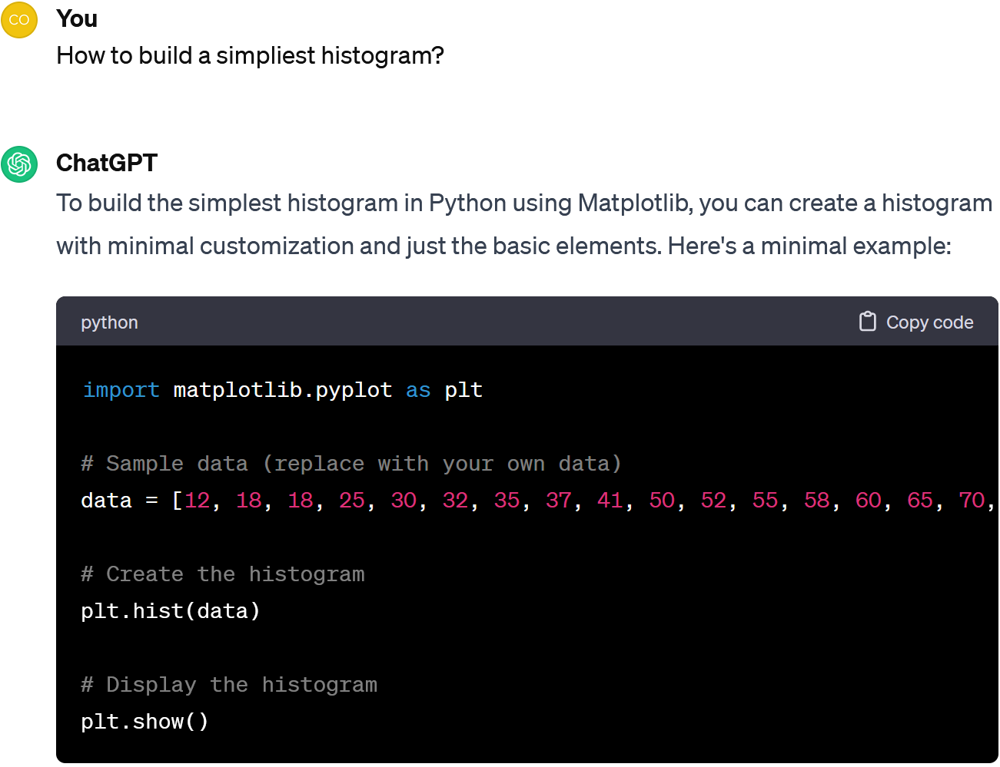 CO
You
How to build a simpliest histogram?
ChatGPT
To build the simplest histogram in Python using Matplotlib, you can create a histogram
with minimal customization and just the basic elements. Here's a minimal example:
python
Copy code
import matplotlib.pyplot as plt
# Sample data (replace with your own data)
data = [12, 18, 18, 25, 30, 32, 35, 37, 41, 50, 52, 55, 58, 60, 65, 70,
# Create the histogram
plt.hist(data)
# Display the histogram
plt.show()